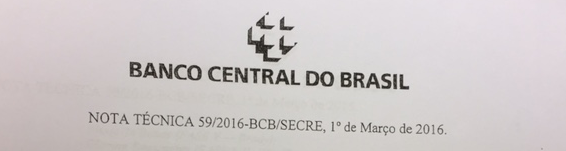 BANCO CENTRAL DO BRASIL
NOTA TÉCNICA 59/2016-BCB/SECRE, 1º de Março de 2016.